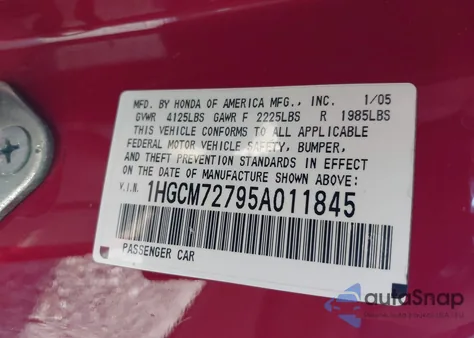 MFD. BY HONDA OF AMERICA MFG., INC. 1/05
GVWR 4125LBS GAWR F 2225LBS R 1985LBS
THIS VEHICLE CONFORMS TO ALL APPLICABLE
FEDERAL MOTOR VEHICLE SAFETY, BUMPER,
AND THEFT PREVENTION STANDARDS IN EFFECT
ON THE DATE OF MANUFACTURE SHOWN ABOVE:
V.I.N. 1HGCM72795A011845
PASSENGER CAR
autaSnap